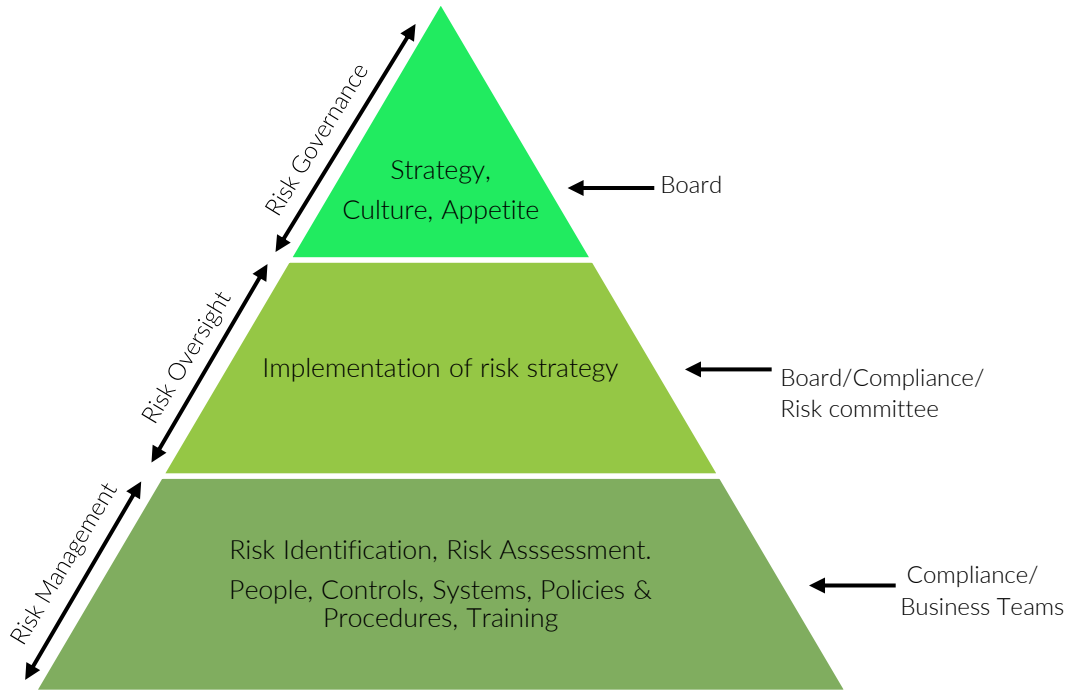 Risk Governance
Strategy,
Culture, Appetite
Board
Risk Oversight
Implementation of risk strategy
Board/Compliance/
Risk committee
Risk Management
Risk Identification, Risk Asssessment.
People, Controls, Systems, Policies &
Procedures, Training
Compliance/
Business Teams